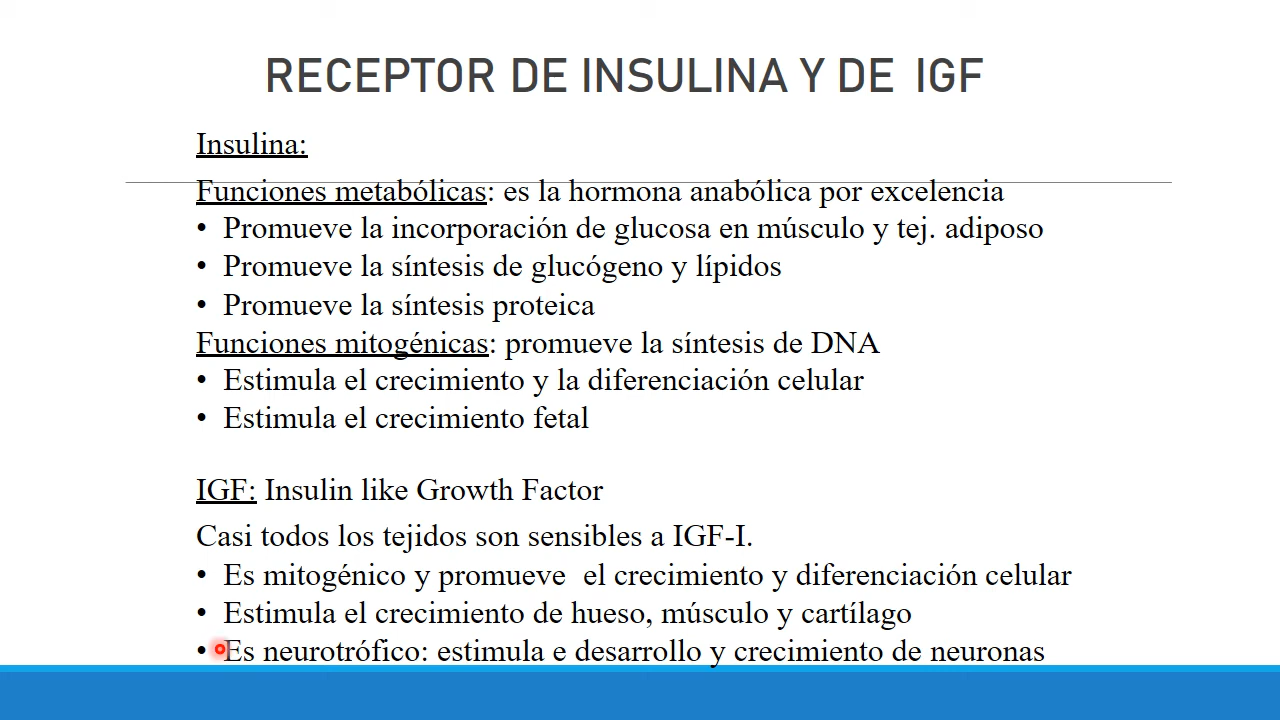 RECEPTOR DE INSULINA Y DE IGF
Insulina:
Funciones metabólicas: es la hormona anabólica por excelencia
• Promueve la incorporación de glucosa en músculo y tej. adiposo
• Promueve la síntesis de glucógeno y lípidos
• Promueve la síntesis proteica
Funciones mitogénicas: promueve la síntesis de DNA
• Estimula el crecimiento y la diferenciación celular
• Estimula el crecimiento fetal
IGF: Insulin like Growth Factor
Casi todos los tejidos son sensibles a IGF-I.
• Es mitogénico y promueve el crecimiento y diferenciación celular
• Estimula el crecimiento de hueso, músculo y cartílago
• Es neurotrófico: estimula e desarrollo y crecimiento de neuronas